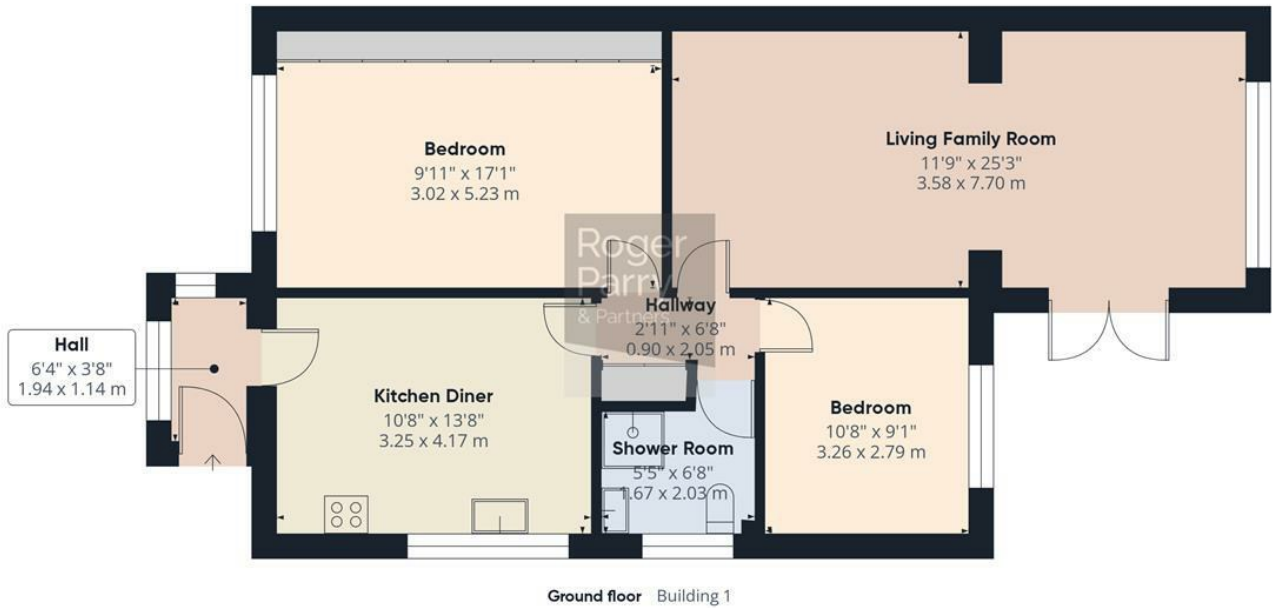 Bedroom
9'11" x 17'1"
3.02 x 5.23 m
Living Family Room
11'9" x 25'3"
3.58 x 7.70 m
Roger
Parry
& Partners
Hallway
2'11" x 6'8"
0.90 x 2.05 m
Hall
6'4" x 3'8"
1.94 x 1.14 m
Kitchen Diner
10'8" x 13'8"
3.25 x 4.17 m
Bedroom
10'8" x 9'1"
3.26 x 2.79 m
Shower Room
5'5" x 6'8"
1.67 x 2.03 m
Ground floor Building 1